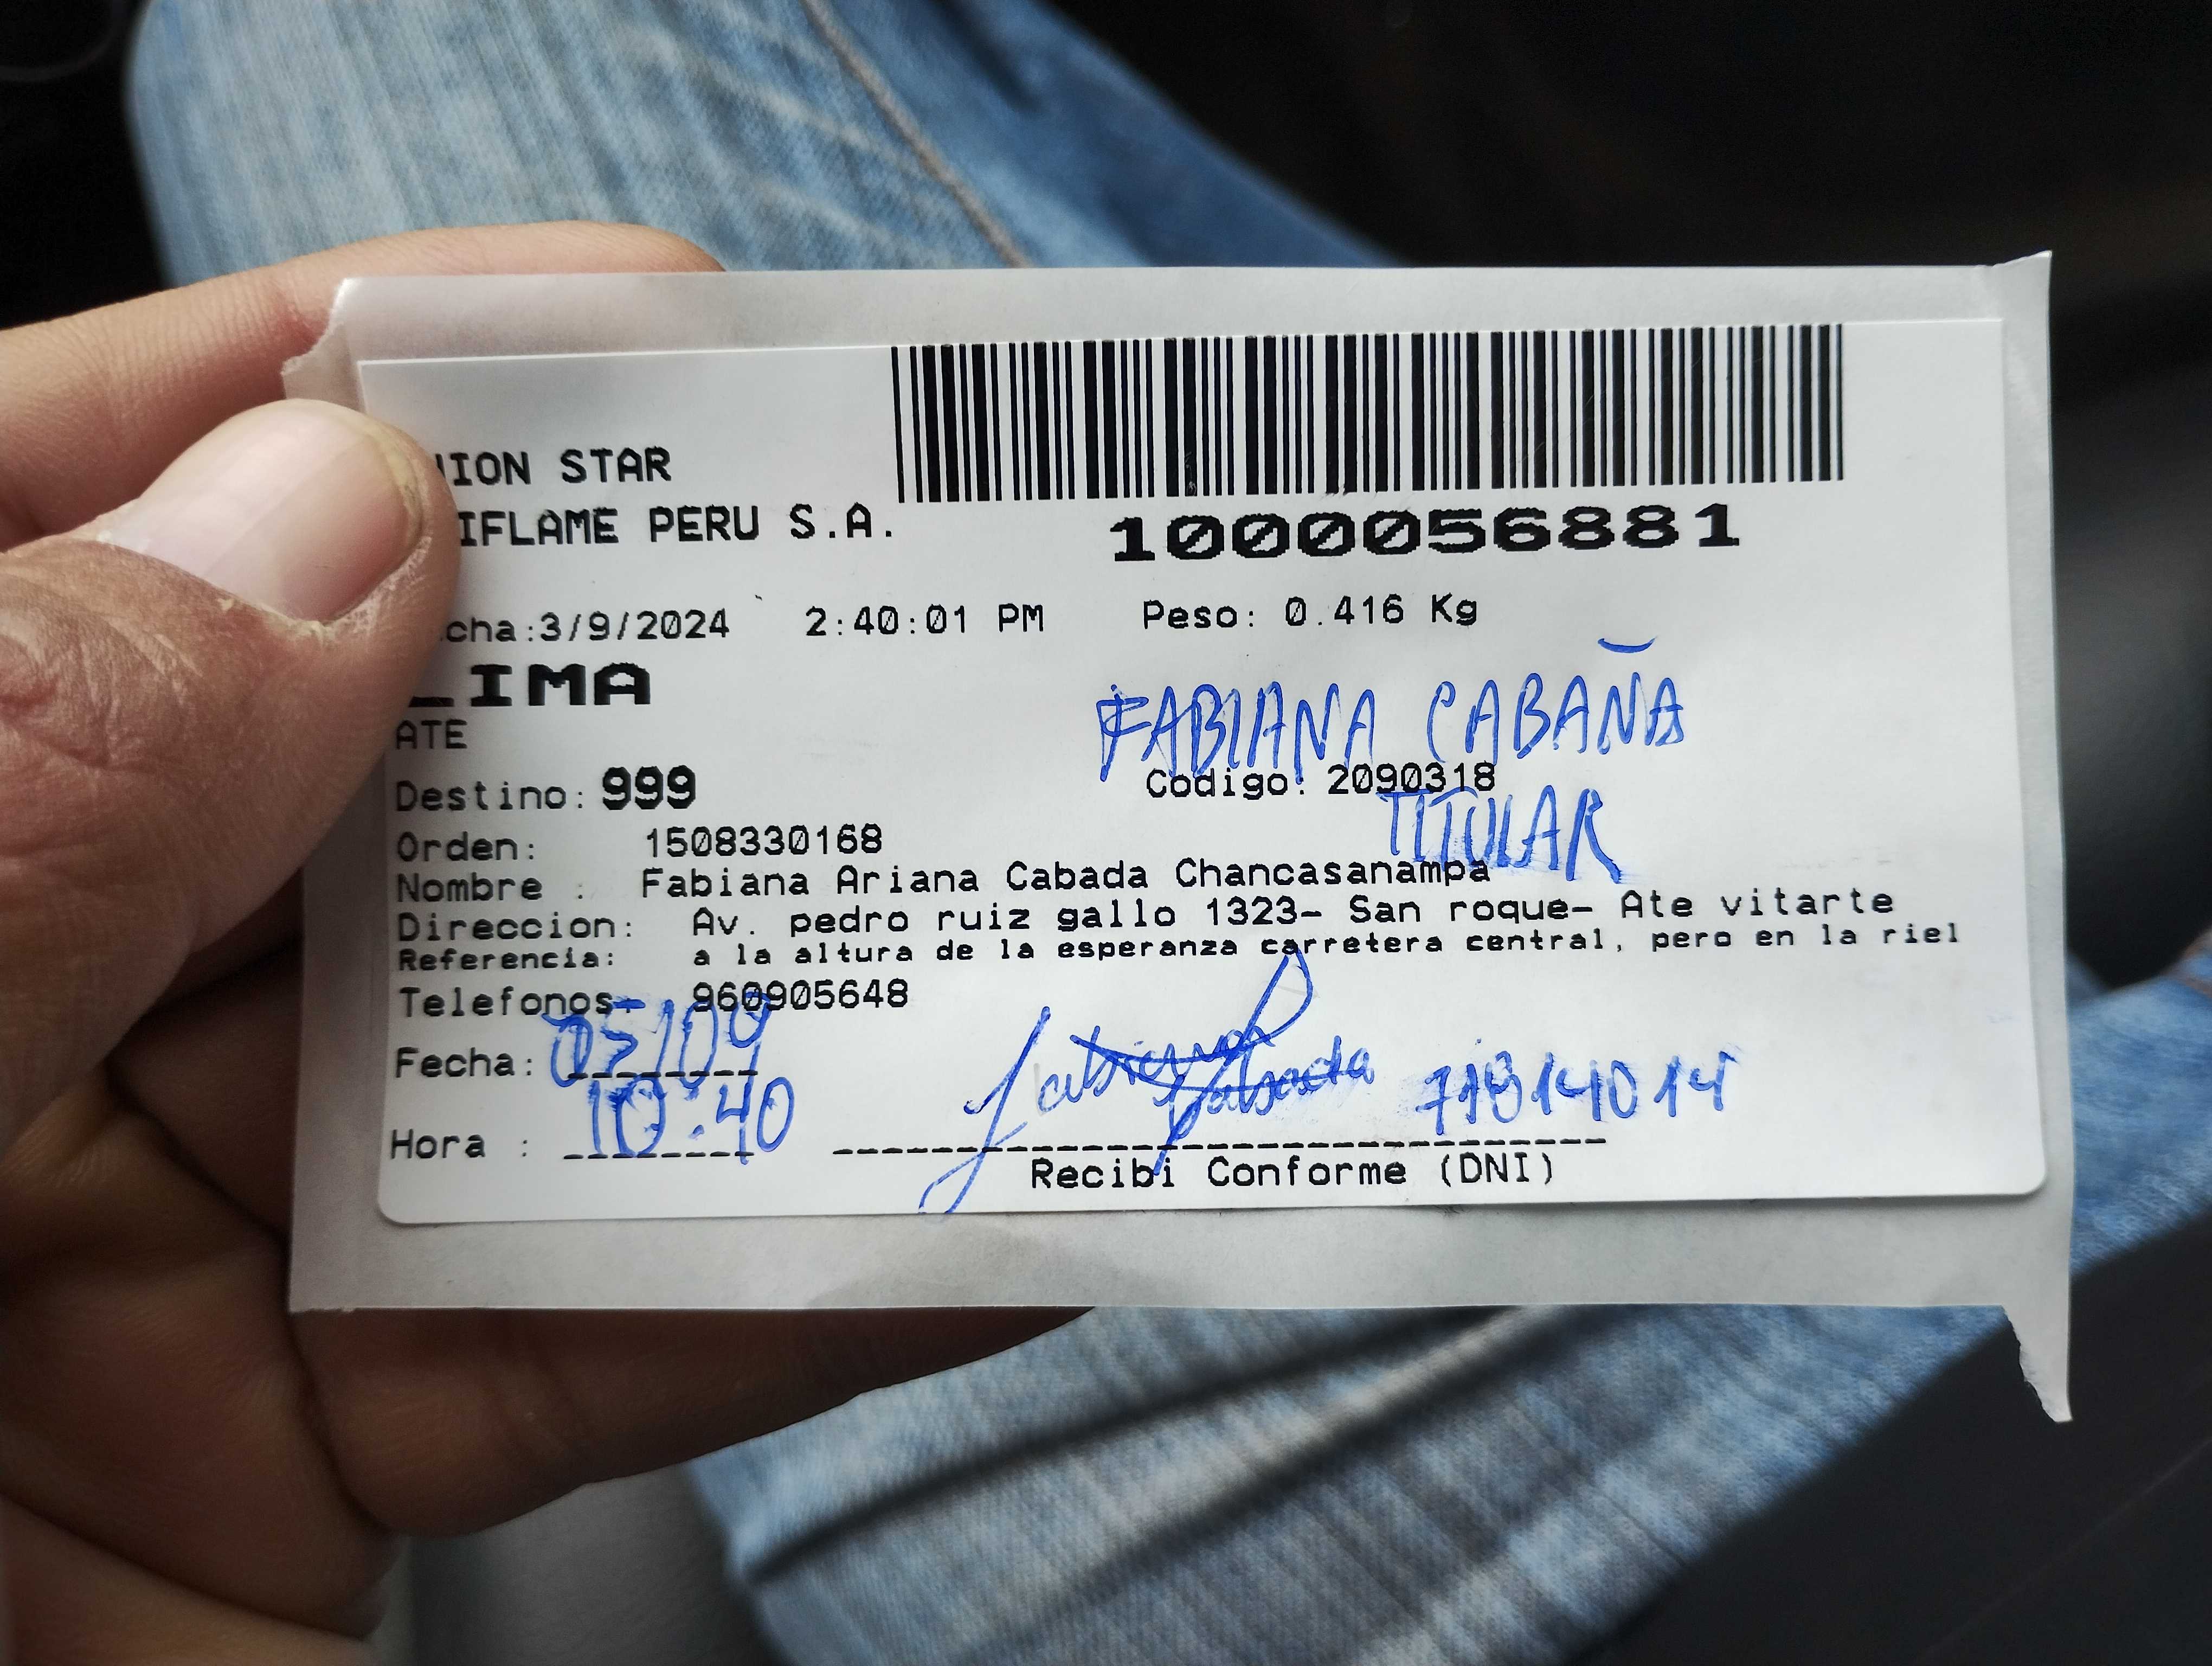 STAR
PERU S.A.
1000056881
3/9/2024 2:40:01 PM Peso: 0.416 Kg
LIMA
ATE
FABIANA CABAÑA
Destino: 999 Codigo: 2090318
TITULAR
Orden: 1508330168
Nombre : Fabiana Ariana Cabada Chancasanampa
Direccion: Av. pedro ruiz gallo 1323- San roque- Ate vitarte
Referencia: a la altura de la esperanza carretera central, pero en la riel
Telefonos- 960905648
Fecha: 05/09
Hora : 10:40
Fabiana Cabada
Recibi Conforme (DNI)